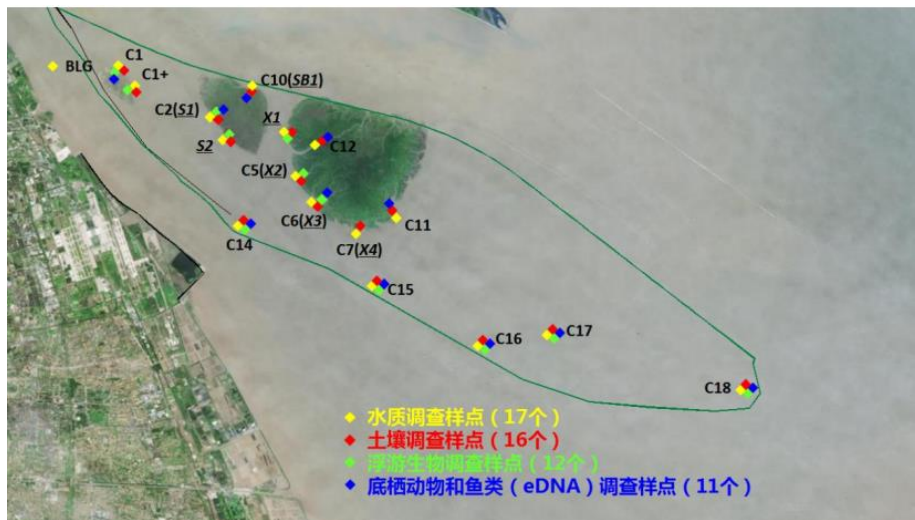 BLG
C1
C1+
C10(SB1)
C2(S1)
X1
S2
C12
C5(X2)
C6(X3)
C11
C7(X4)
C14
C15
C16
C17
C18
水质调查样点（17个）
土壤调查样点（16个）
浮游生物调查样点（12个）
底栖动物和鱼类（eDNA）调查样点（11个）